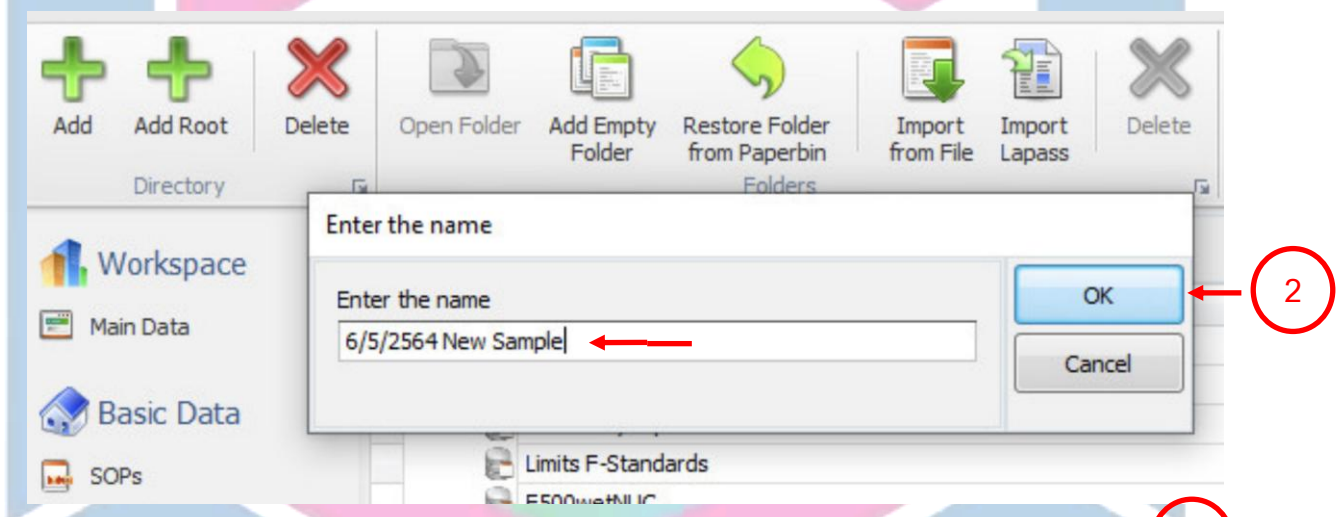 Add
Add Root
Delete
Open Folder
Add Empty
Folder
Restore Folder
from Paperbin
Import
from File
Import
Lapass
Delete
Directory
Folders
Enter the name
Workspace
Main Data
Enter the name
6/5/2564 New Sample
OK
2
Cancel
Basic Data
SOPs
Limits F-Standards